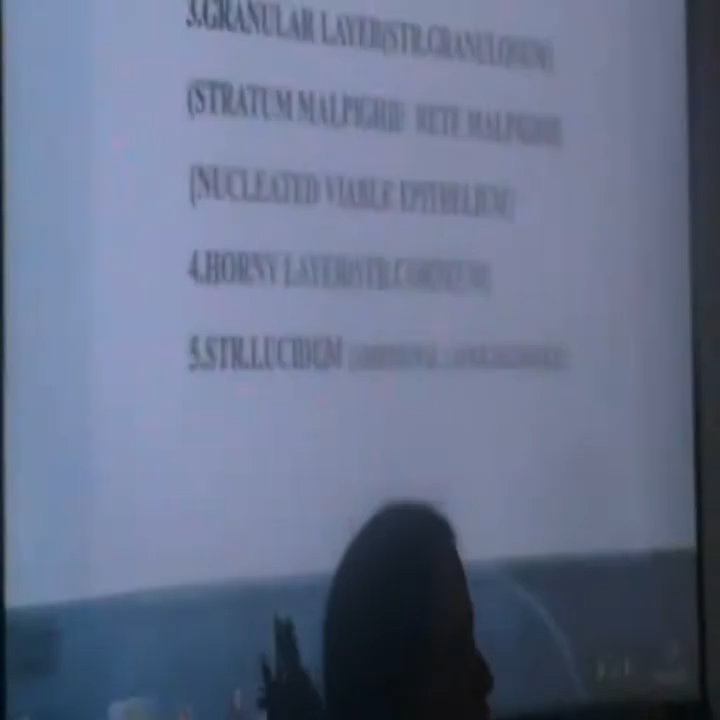 3.GRANULAR LAYER(STR.GRANULOSUM)
(STRATUM MALPIGHII RETE MALPIGHII)
[NUCLEATED VIABLE EPITHELIUM]
4.HORNY LAYER(STR.CORNEUM)
5.STR.LUCIDUM